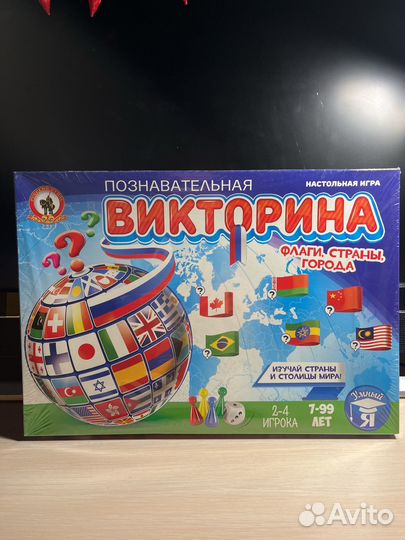 ПОЗНАВАТЕЛЬНАЯ
НАСТОЛЬНАЯ ИГРА
ВИКТОРИНА
ФЛАГИ, СТРАНЫ,
ГОРОДА
?
?
?
?
?
?
?
?
?
ИЗУЧАЙ СТРАНЫ
И СТОЛИЦЫ МИРА!
2-4
ИГРОКА
7-99
ЛЕТ
Умный
Я
Avito